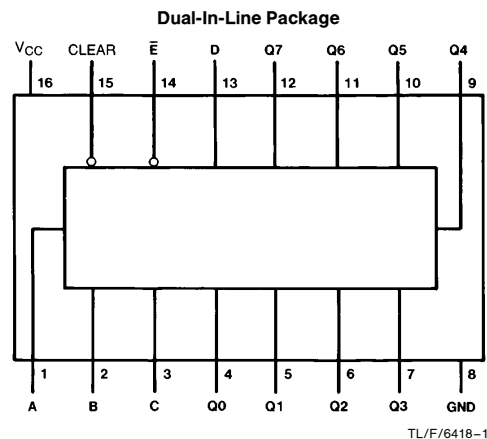 Dual-In-Line Package
VCC CLEAR E̅ D Q7 Q6 Q5 Q4
16 15 14 13 12 11 10 9
1 2 3 4 5 6 7 8
A B C Q0 Q1 Q2 Q3 GND
TL/F/6418–1